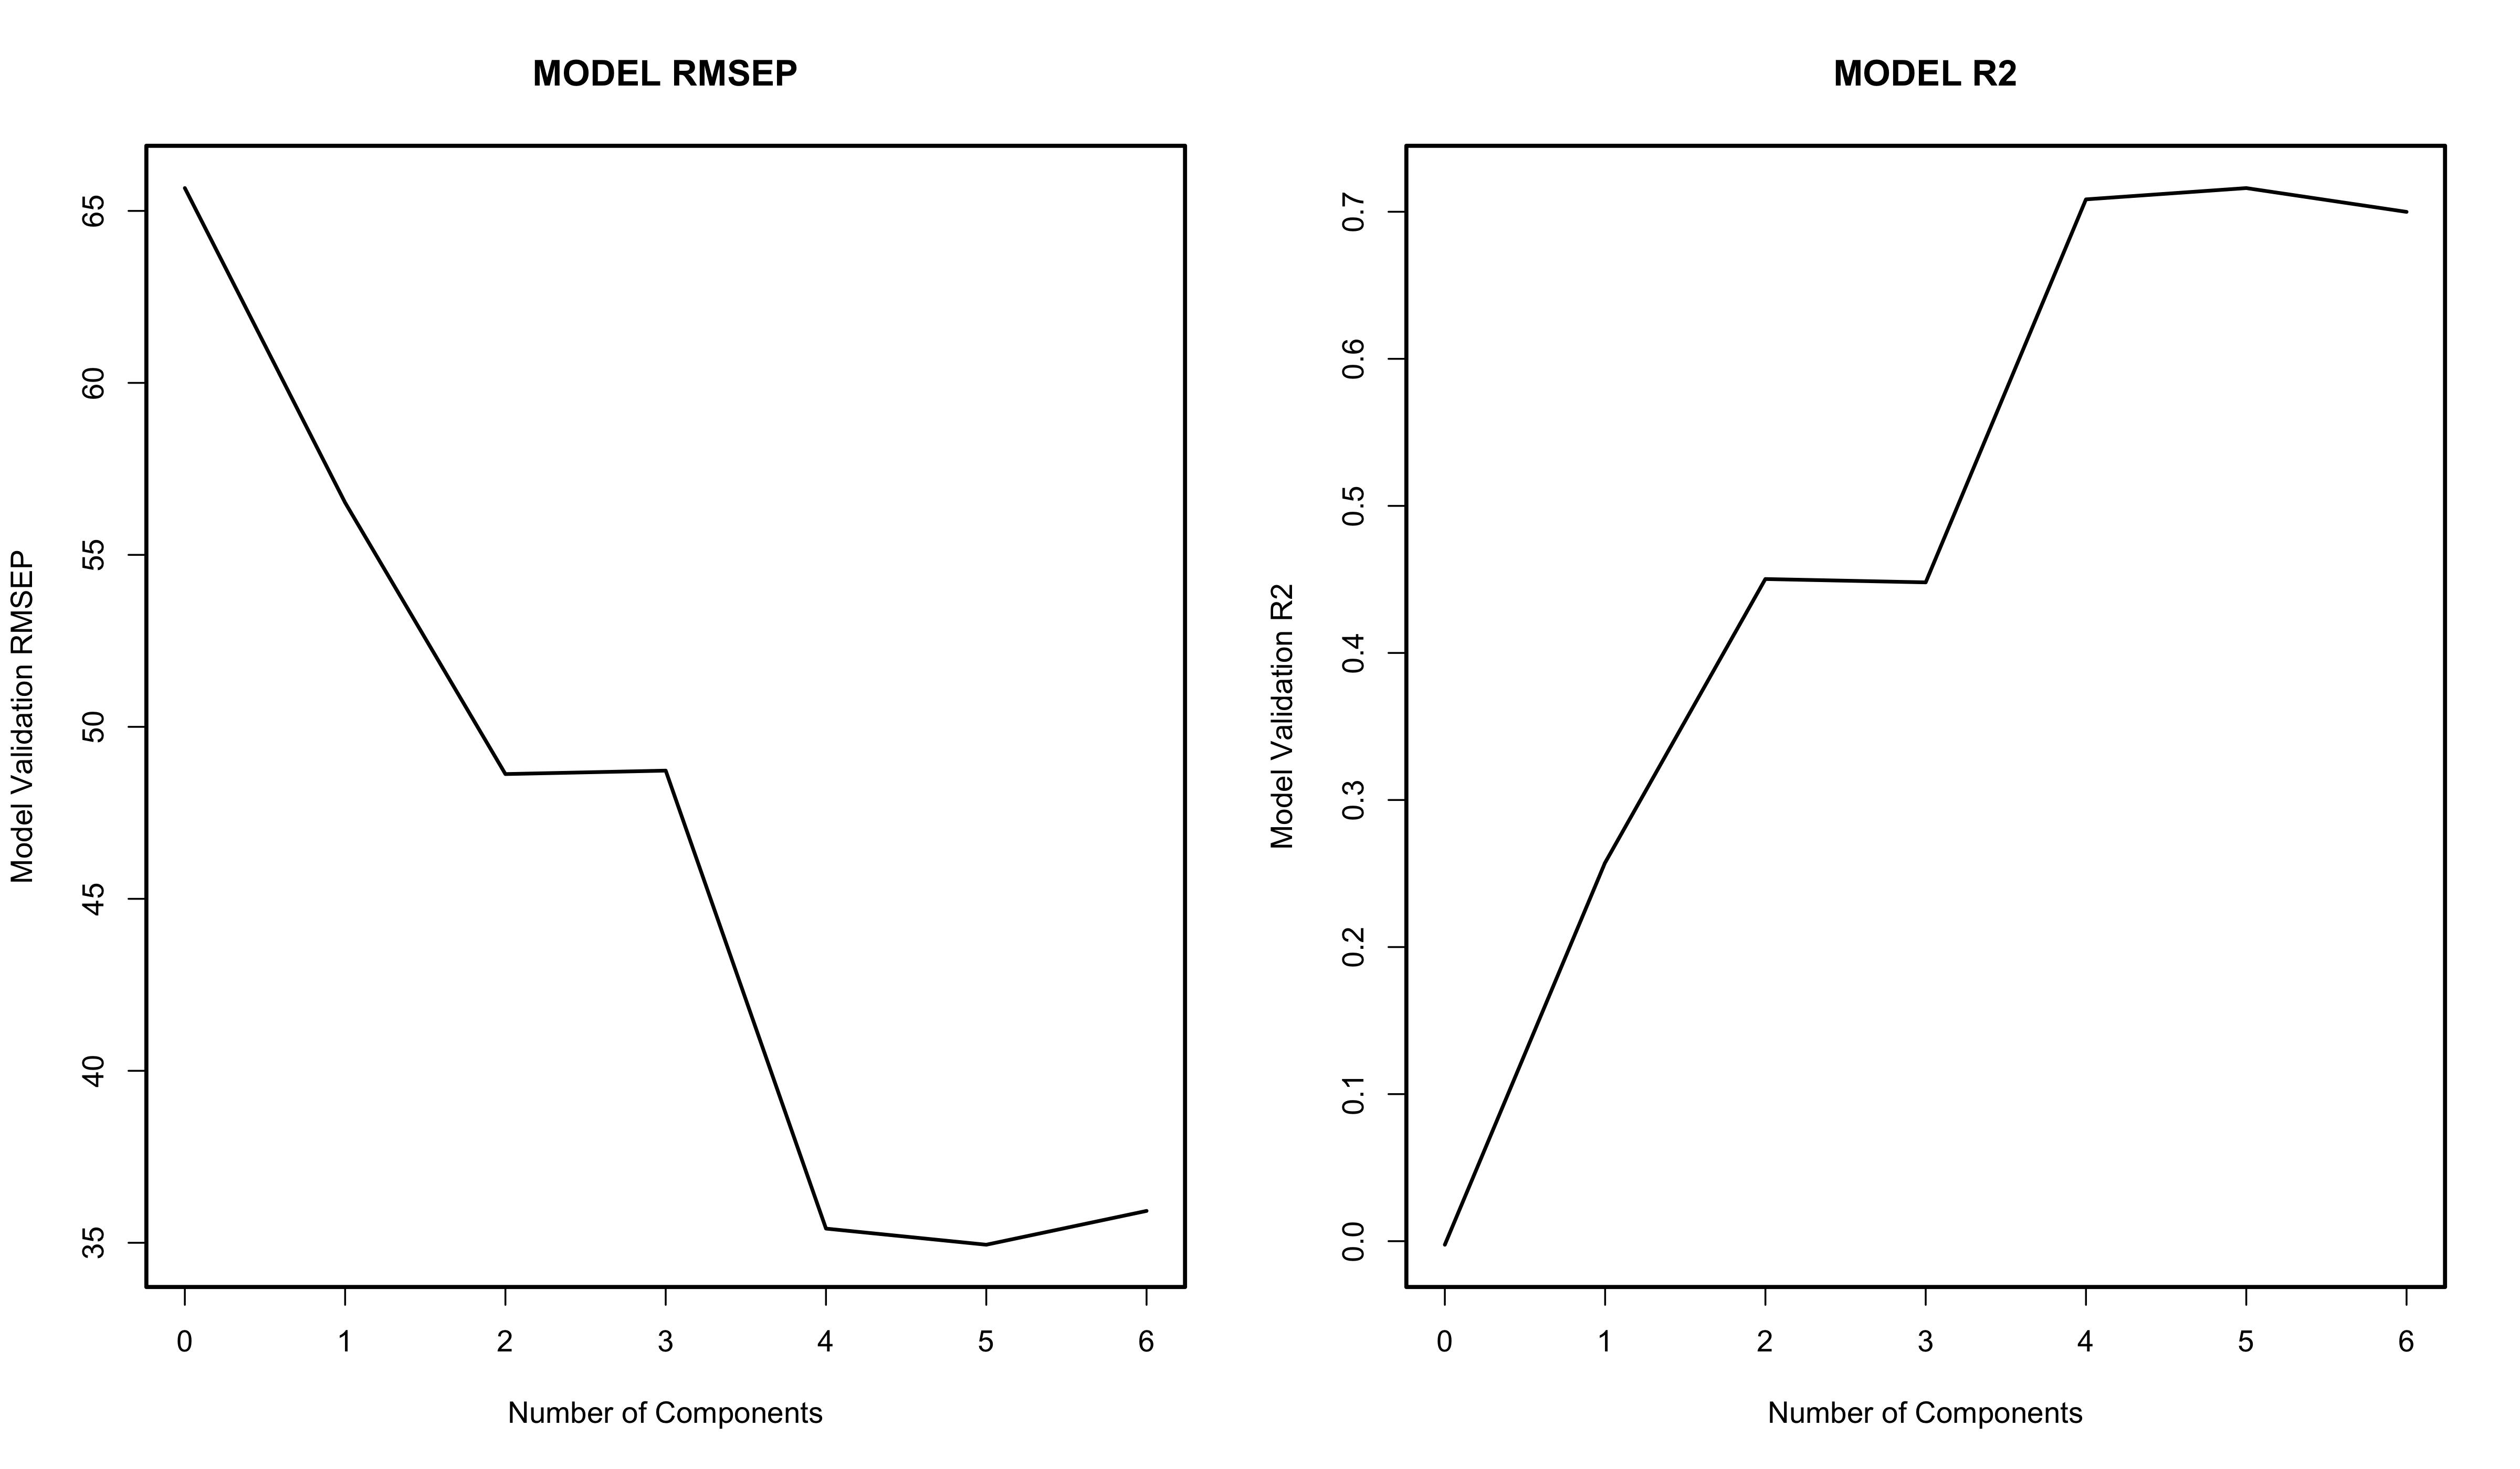 MODEL RMSEP
Model Validation RMSEP
65
60
55
50
45
40
35
0 1 2 3 4 5 6
Number of Components
MODEL R2
Model Validation R2
0.7
0.6
0.5
0.4
0.3
0.2
0.1
0.0
0 1 2 3 4 5 6
Number of Components